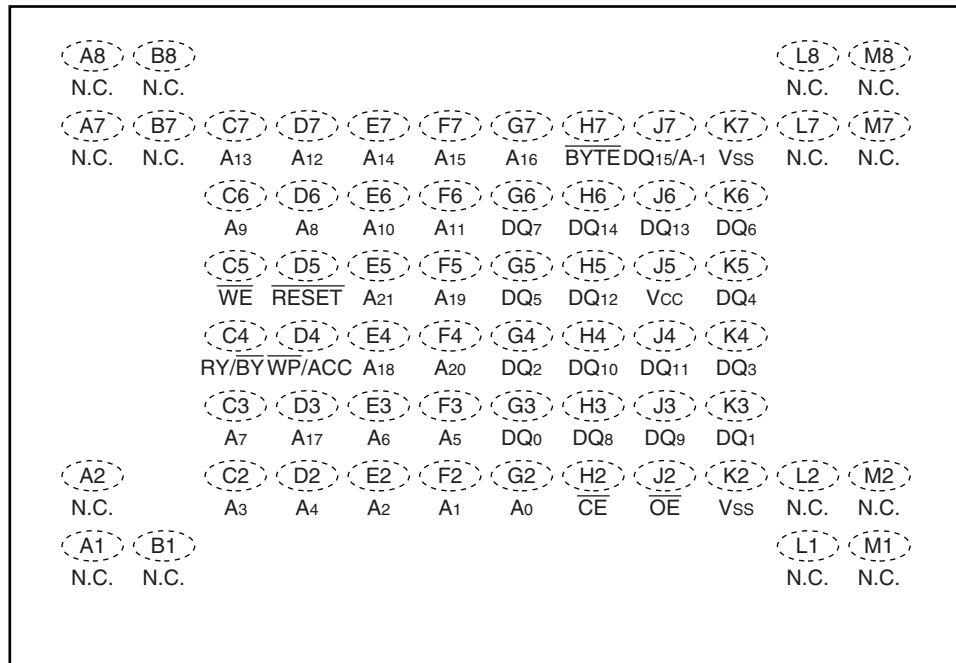 A8 B8 L8 M8
N.C. N.C. N.C. N.C.
A7 B7 C7 D7 E7 F7 G7 H7 J7 K7 L7 M7
N.C. N.C. A13 A12 A14 A15 A16 BYTE DQ15/A-1 VSS N.C. N.C.
C6 D6 E6 F6 G6 H6 J6 K6
A9 A8 A10 A11 DQ7 DQ14 DQ13 DQ6
C5 D5 E5 F5 G5 H5 J5 K5
WE RESET A21 A19 DQ5 DQ12 VCC DQ4
C4 D4 E4 F4 G4 H4 J4 K4
RY/BY WP/ACC A18 A20 DQ2 DQ10 DQ11 DQ3
C3 D3 E3 F3 G3 H3 J3 K3
A7 A17 A6 A5 DQ0 DQ8 DQ9 DQ1
A2 C2 D2 E2 F2 G2 H2 J2 K2 L2 M2
N.C. A3 A4 A2 A1 A0 CE OE VSS N.C. N.C.
A1 B1 L1 M1
N.C. N.C. N.C. N.C.